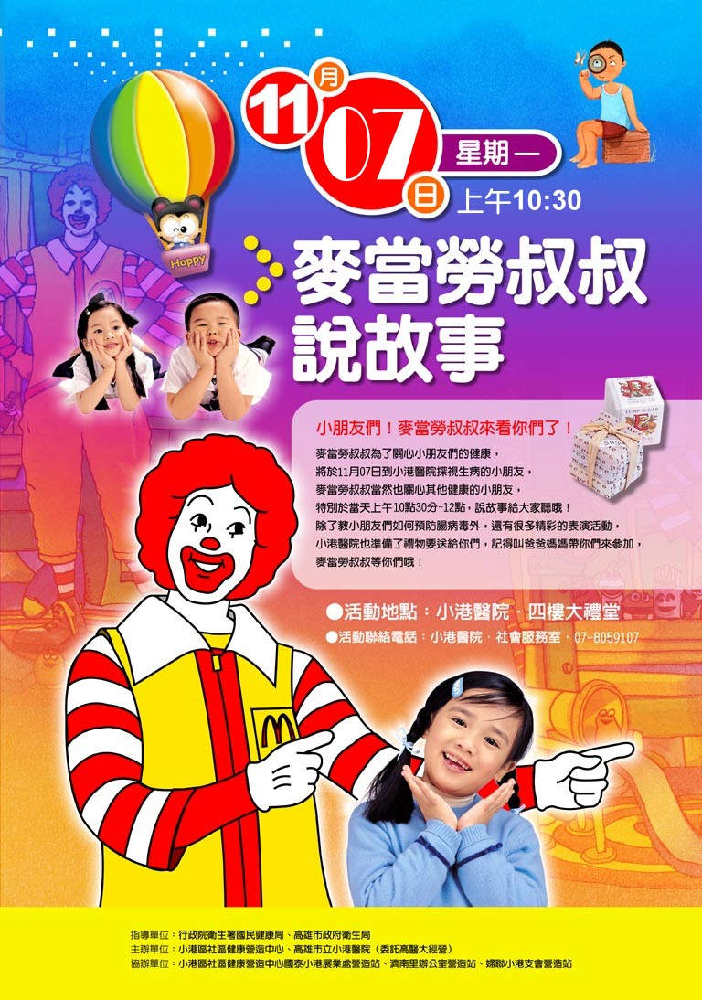 11月
07日
星期一
上午10:30
Happy
麥當勞叔叔
說故事
LUMP SUGAR
小朋友們！麥當勞叔叔來看你們了！
麥當勞叔叔為了關心小朋友們的健康，
將於11月07日到小港醫院探視生病的小朋友，
麥當勞叔叔當然也關心其他健康的小朋友，
特別於當天上午10點30分~12點，說故事給大家聽哦！
除了教小朋友們如何預防腸病毒外，還有很多精彩的表演活動，
小港醫院也準備了禮物要送給你們，記得叫爸爸媽媽帶你們來參加，
麥當勞叔叔等你們哦！
●活動地點：小港醫院‧四樓大禮堂
●活動聯絡電話：小港醫院‧社會服務室‧07-8059107
指導單位：行政院衛生署國民健康局、高雄市政府衛生局
主辦單位：小港區社區健康營造中心、高雄市立小港醫院（委託高醫大經營）
協辦單位：小港區社區健康營造中心國泰小港展業處營造站、濟南里辦公室營造站、婦聯小港支會營造站